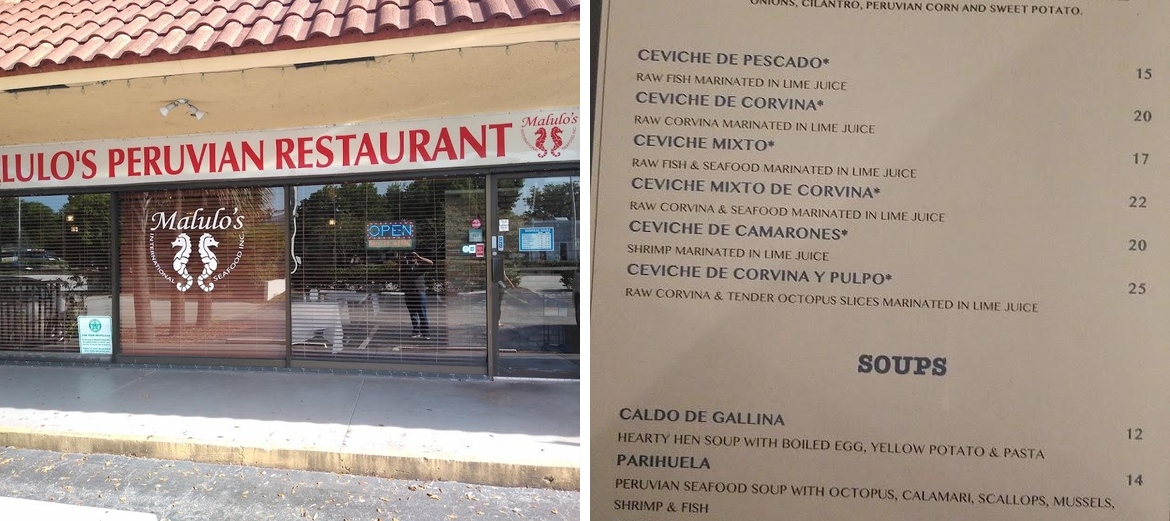 LULO'S PERUVIAN RESTAURANT
Malulo's
Malulo's
INTERNATIONAL SEAFOOD INC.
OPEN
ONIONS, CILANTRO, PERUVIAN CORN AND SWEET POTATO.
CEVICHE DE PESCADO* 15
RAW FISH MARINATED IN LIME JUICE
CEVICHE DE CORVINA* 20
RAW CORVINA MARINATED IN LIME JUICE
CEVICHE MIXTO* 17
RAW FISH & SEAFOOD MARINATED IN LIME JUICE
CEVICHE MIXTO DE CORVINA* 22
RAW CORVINA & SEAFOOD MARINATED IN LIME JUICE
CEVICHE DE CAMARONES* 20
SHRIMP MARINATED IN LIME JUICE
CEVICHE DE CORVINA Y PULPO* 25
RAW CORVINA & TENDER OCTOPUS SLICES MARINATED IN LIME JUICE
SOUPS
CALDO DE GALLINA 12
HEARTY HEN SOUP WITH BOILED EGG, YELLOW POTATO & PASTA
PARIHUELA 14
PERUVIAN SEAFOOD SOUP WITH OCTOPUS, CALAMARI, SCALLOPS, MUSSELS,
SHRIMP & FISH